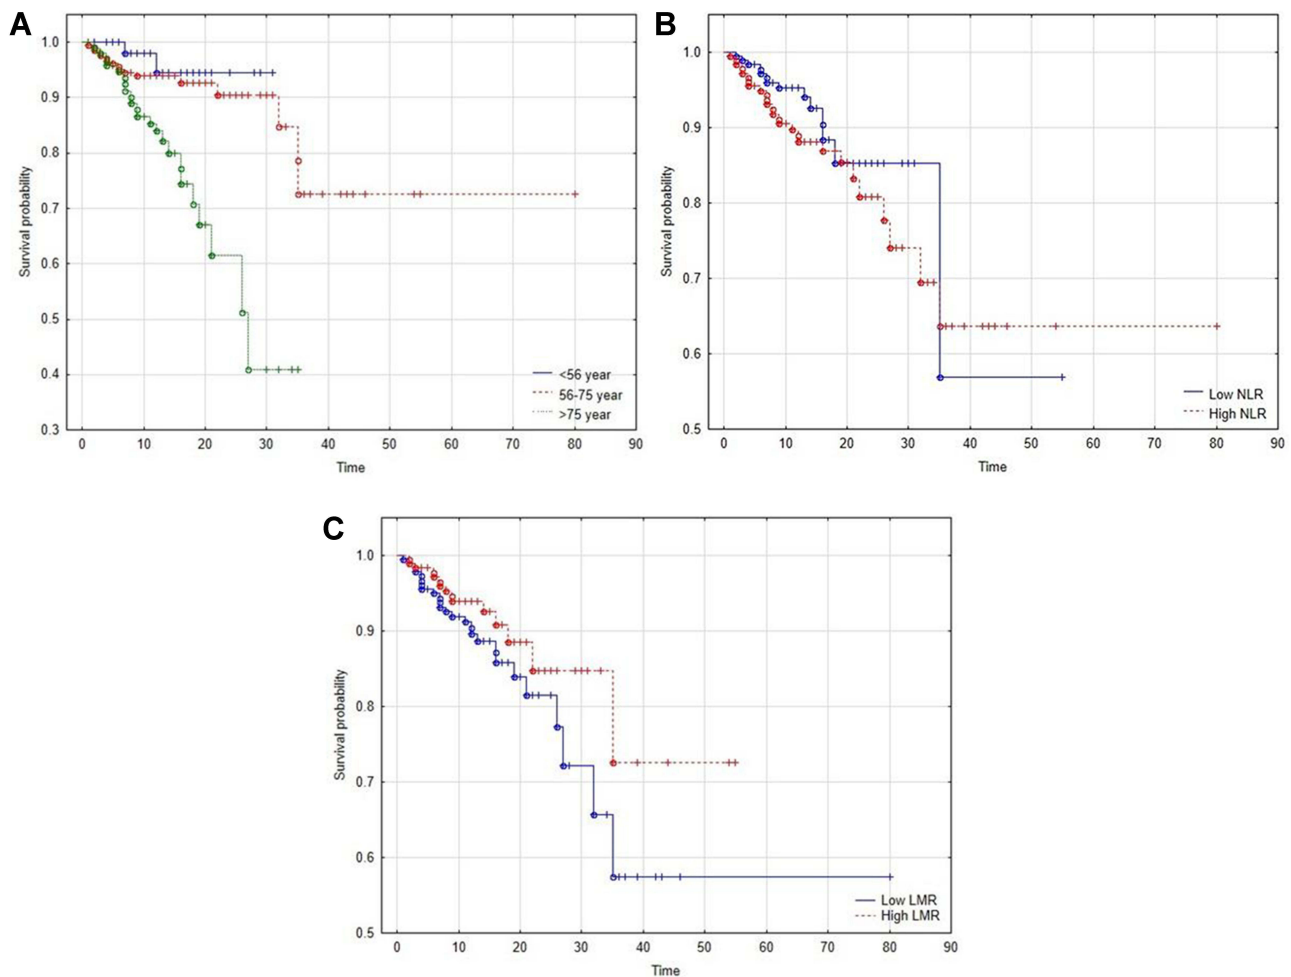 A
1.0
0.9
0.8
0.7
0.6
0.5
0.4
0.3
Survival probability
0 10 20 30 40 50 60 70 80 90
Time
<56 year
56-75 year
>75 year
B
1.0
0.9
0.8
0.7
0.6
0.5
Survival probability
0 10 20 30 40 50 60 70 80 90
Time
Low NLR
High NLR
C
1.0
0.9
0.8
0.7
0.6
0.5
Survival probability
0 10 20 30 40 50 60 70 80 90
Time
Low LMR
High LMR